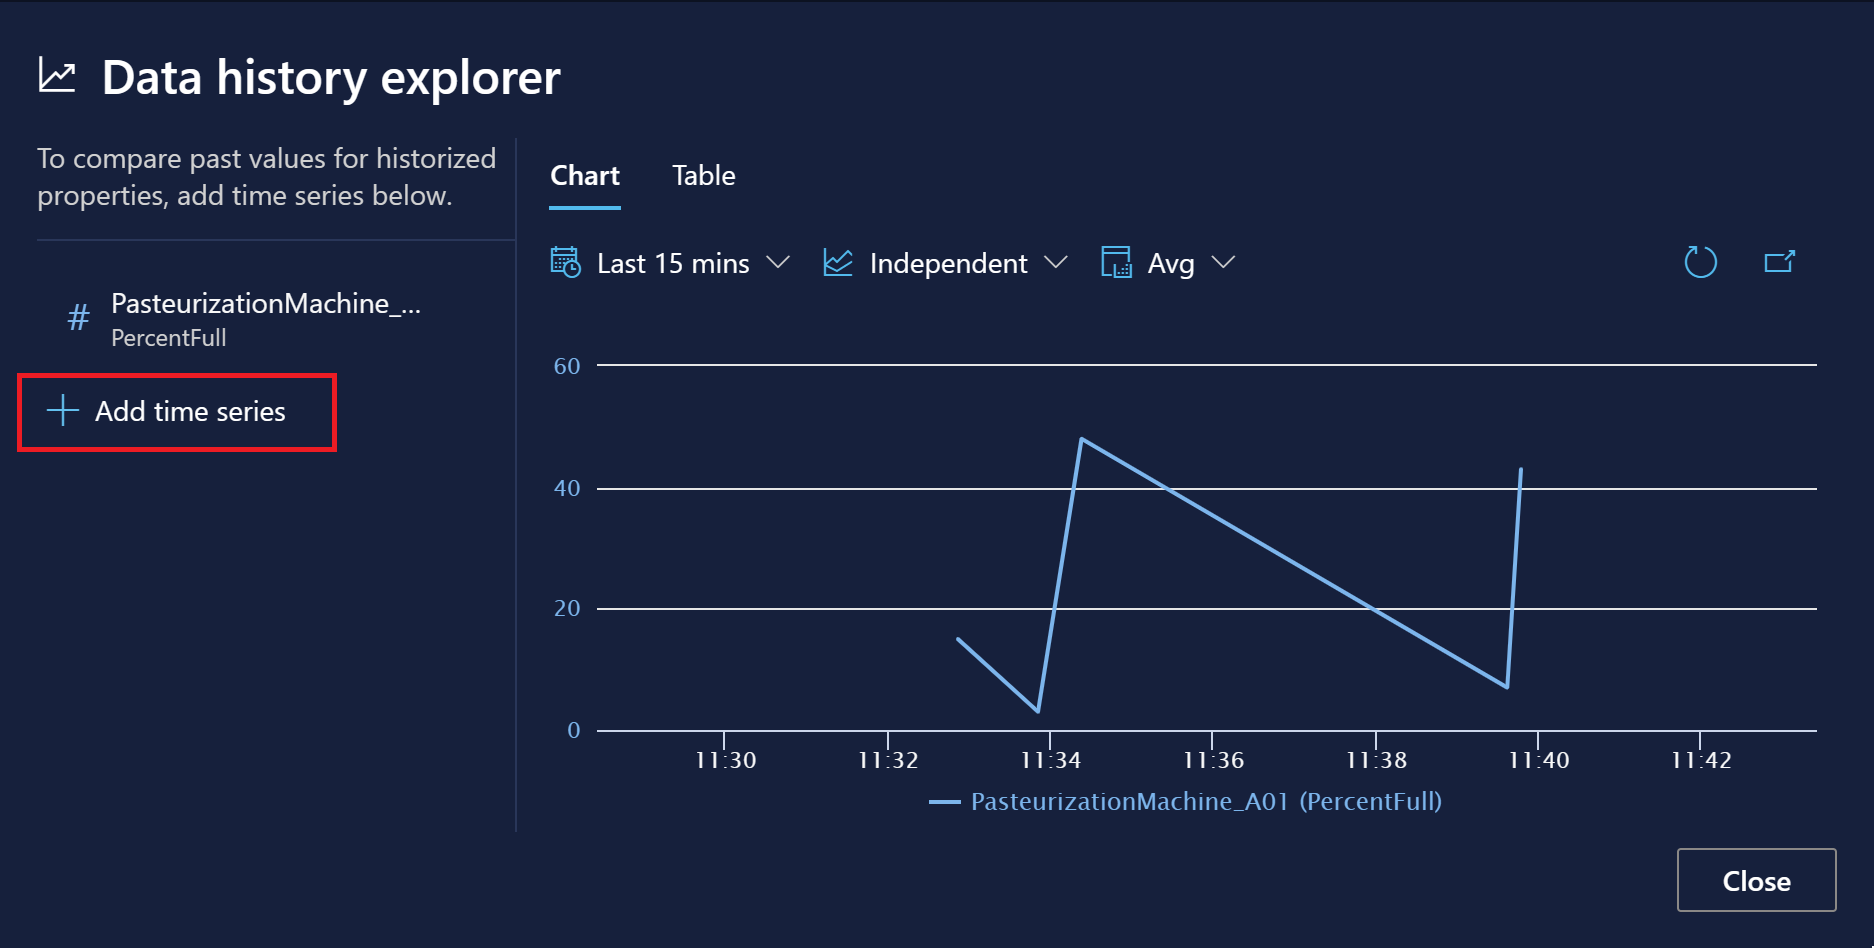 Data history explorer
To compare past values for historized
properties, add time series below.
# PasteurizationMachine_...
PercentFull
Add time series
Chart Table
Last 15 mins Independent Avg
60
40
20
0
11:30 11:32 11:34 11:36 11:38 11:40 11:42
PasteurizationMachine_A01 (PercentFull)
Close